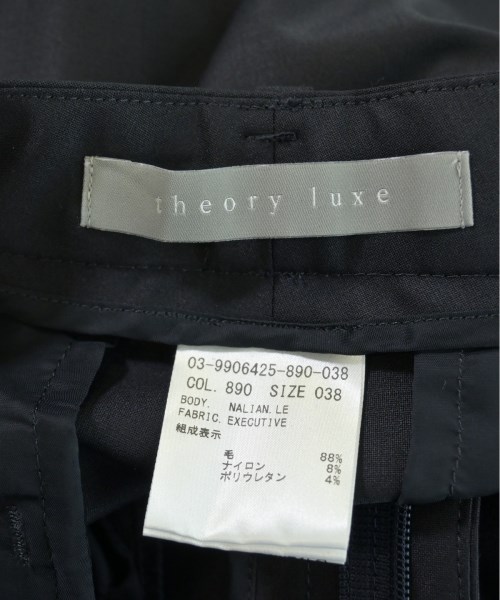 theory luxe
03-9906425-890-038
COL. 890 SIZE 038
BODY. NALIAN.LE
FABRIC. EXECUTIVE
組成表示
毛 88%
ナイロン 8%
ポリウレタン 4%